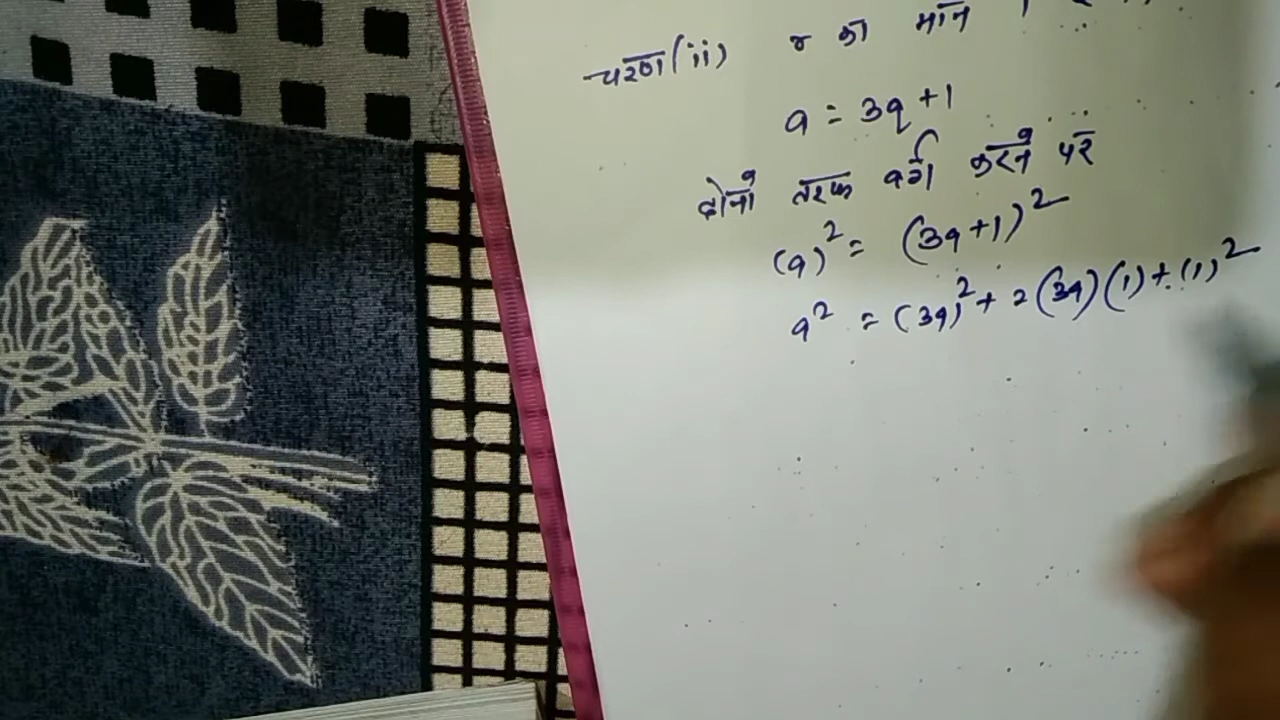 चरण (ii) r का मान
a = 3q + 1
दोनों तरफ वर्ग करने पर
(a)² = (3q+1)²
a² = (3q)² + 2(3q)(1) + (1)²